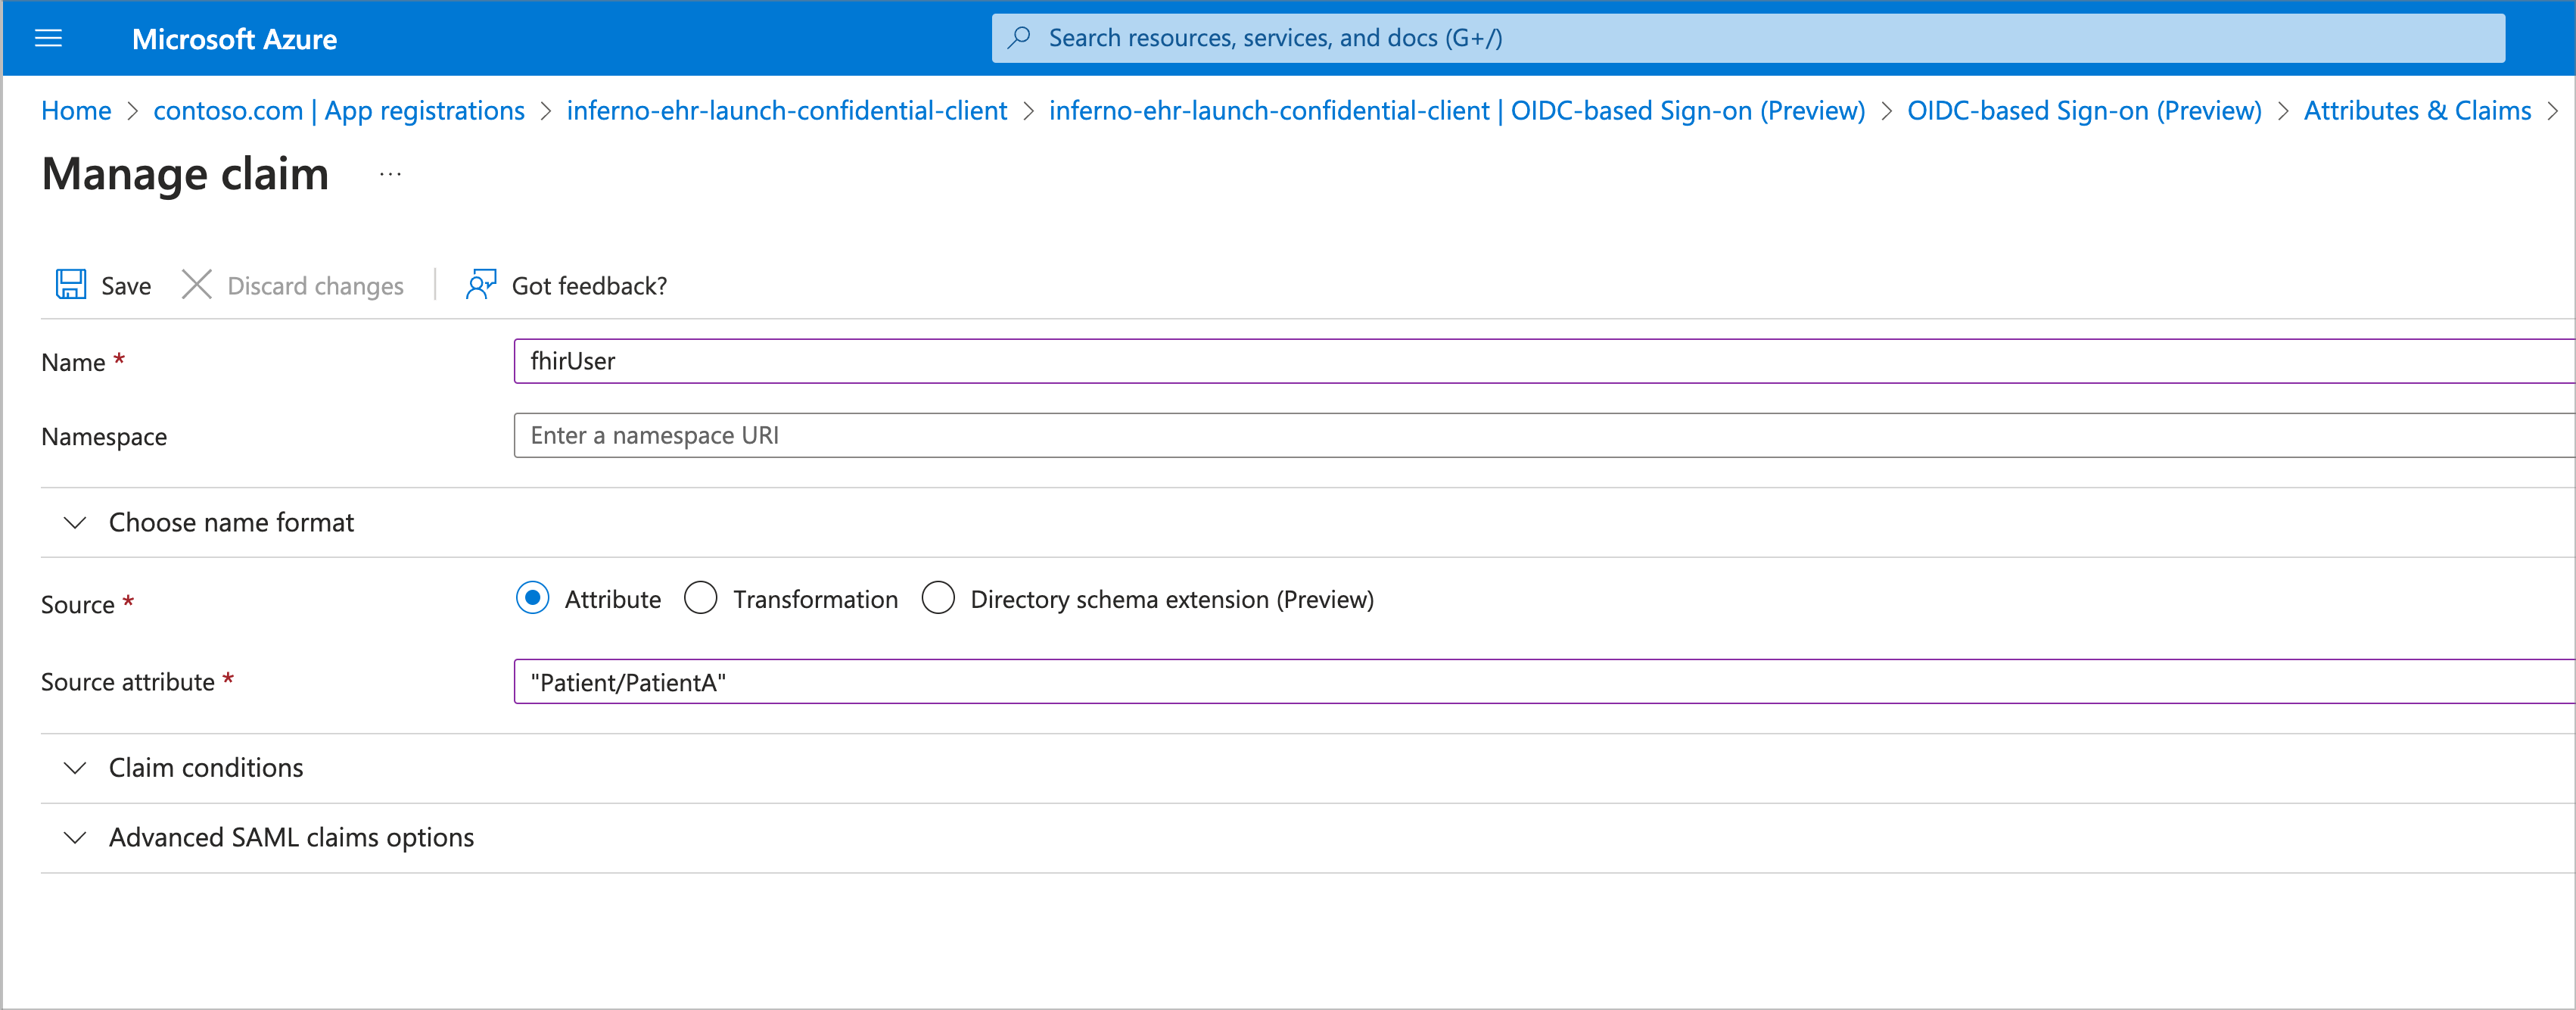 Microsoft Azure
Search resources, services, and docs (G+/)
Home > contoso.com | App registrations > inferno-ehr-launch-confidential-client > inferno-ehr-launch-confidential-client | OIDC-based Sign-on (Preview) > OIDC-based Sign-on (Preview) > Attributes & Claims >
Manage claim ...
Save Discard changes | Got feedback?
Name * fhirUser
Namespace Enter a namespace URI
Choose name format
Source * Attribute Transformation Directory schema extension (Preview)
Source attribute * "Patient/PatientA"
Claim conditions
Advanced SAML claims options